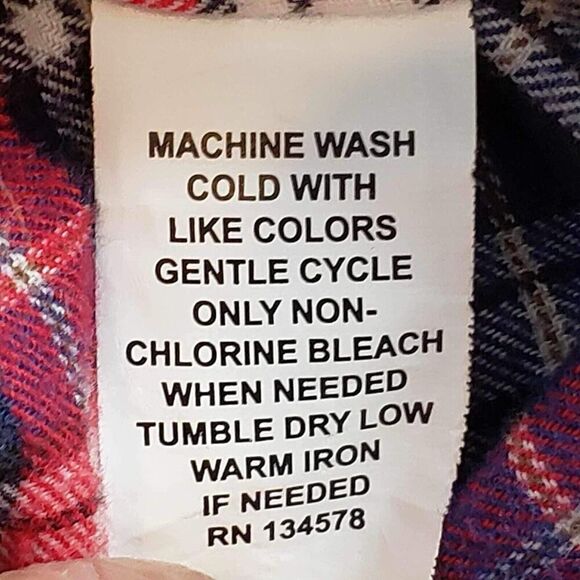 MACHINE WASH
COLD WITH
LIKE COLORS
GENTLE CYCLE
ONLY NON-
CHLORINE BLEACH
WHEN NEEDED
TUMBLE DRY LOW
WARM IRON
IF NEEDED
RN 134578